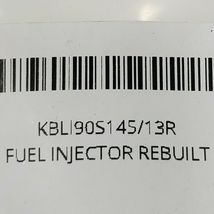 KBLI90S145/13R
FUEL INJECTOR REBUILT